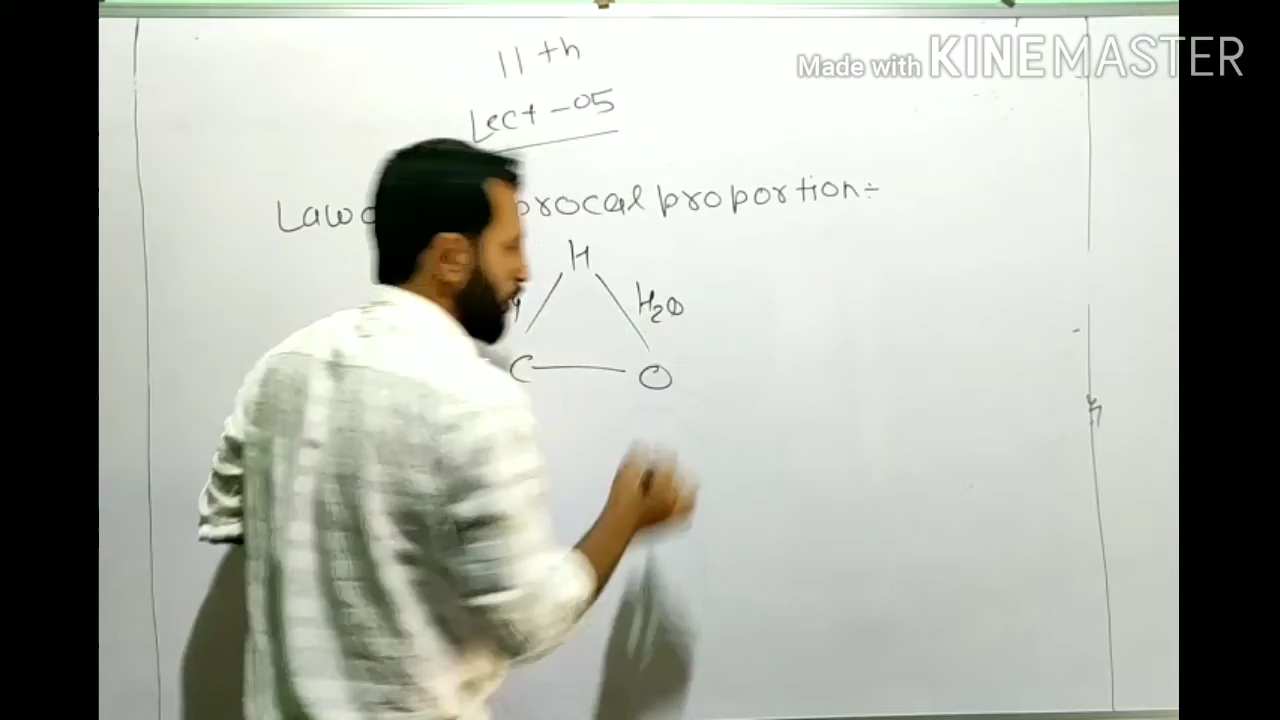 Made with KINEMASTER
11th
Lect-05
Law procal proportion÷
H
H2O
C O